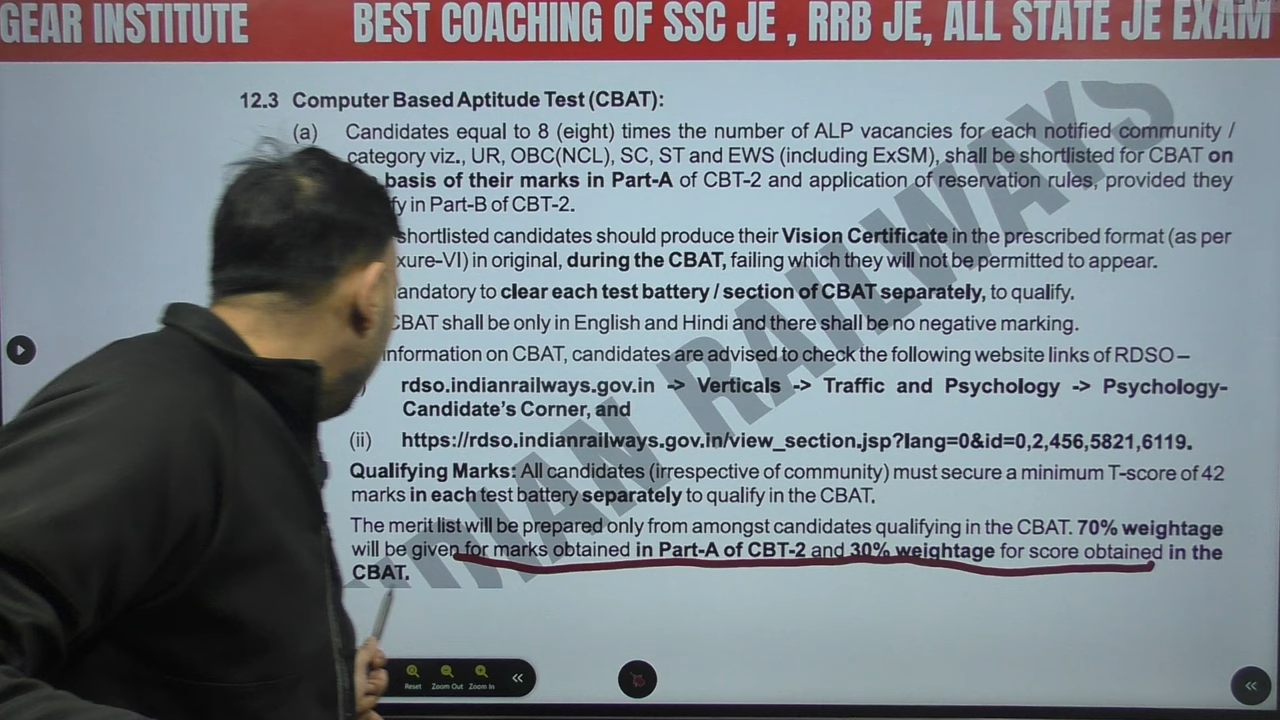 GEAR INSTITUTE BEST COACHING OF SSC JE , RRB JE, ALL STATE JE EXAM
12.3 Computer Based Aptitude Test (CBAT):
(a) Candidates equal to 8 (eight) times the number of ALP vacancies for each notified community /
category viz., UR, OBC(NCL), SC, ST and EWS (including ExSM), shall be shortlisted for CBAT on
basis of their marks in Part-A of CBT-2 and application of reservation rules, provided they
fy in Part-B of CBT-2.
shortlisted candidates should produce their Vision Certificate in the prescribed format (as per
xure-VI) in original, during the CBAT, failing which they will not be permitted to appear.
andatory to clear each test battery / section of CBAT separately, to qualify.
CBAT shall be only in English and Hindi and there shall be no negative marking.
information on CBAT, candidates are advised to check the following website links of RDSO –
rdso.indianrailways.gov.in -> Verticals -> Traffic and Psychology -> Psychology-
Candidate's Corner, and
(ii) https://rdso.indianrailways.gov.in/view_section.jsp?lang=0&id=0,2,456,5821,6119.
Qualifying Marks: All candidates (irrespective of community) must secure a minimum T-score of 42
marks in each test battery separately to qualify in the CBAT.
The merit list will be prepared only from amongst candidates qualifying in the CBAT. 70% weightage
will be given for marks obtained in Part-A of CBT-2 and 30% weightage for score obtained in the
CBAT.
INDIAN RAILWAYS
Reset Zoom Out Zoom In